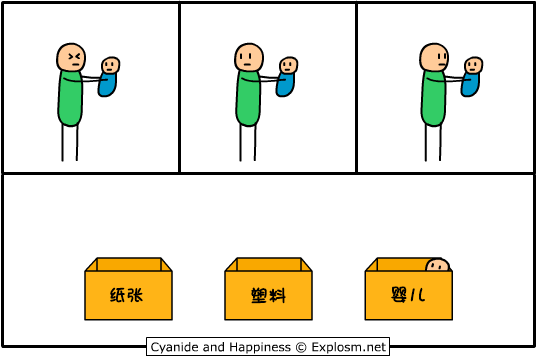 纸张
塑料
婴儿
Cyanide and Happiness © Explosm.net